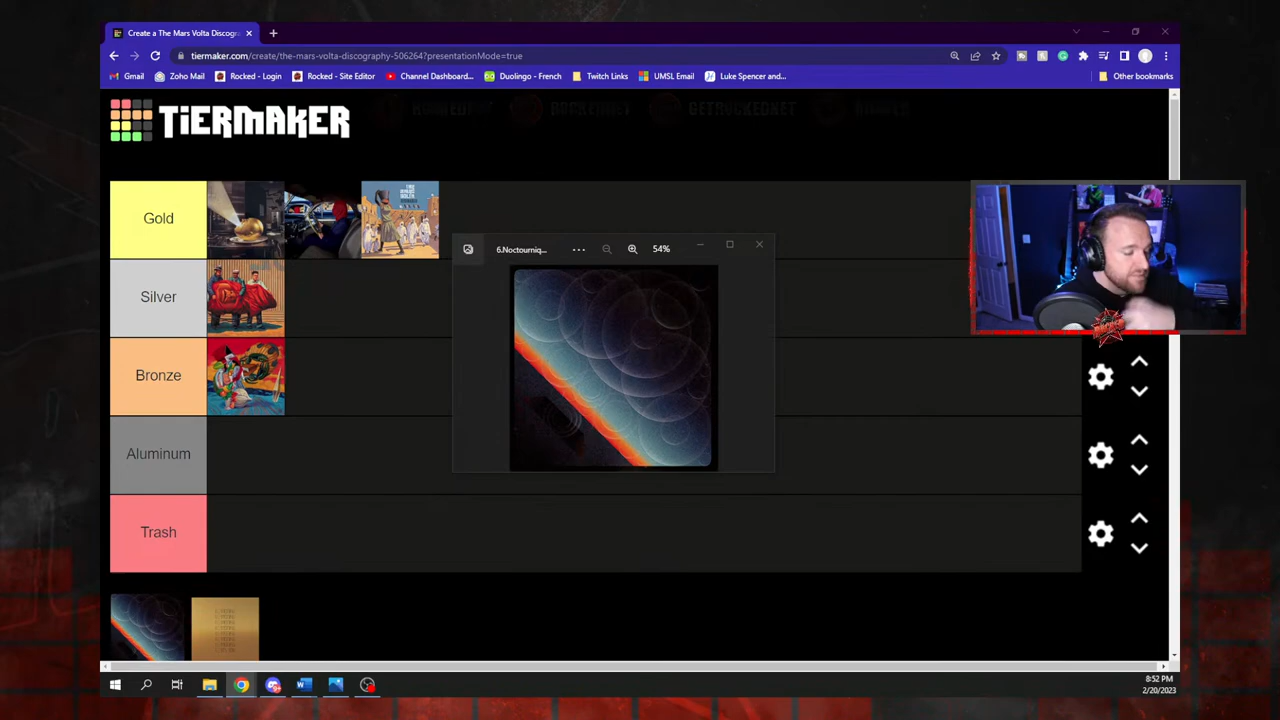 Create a The Mars Volta Discogra
tiermaker.com/create/the-mars-volta-discography-506264?presentationMode=true
Gmail
Zoho Mail
Rocked - Login
Rocked - Site Editor
Channel Dashboard...
Duolingo - French
Twitch Links
UMSL Email
Luke Spencer and...
Other bookmarks
TiERMAKER
Gold
Silver
Bronze
Aluminum
Trash
6.Noctourniq...
54%
8:52 PM
2/20/2023